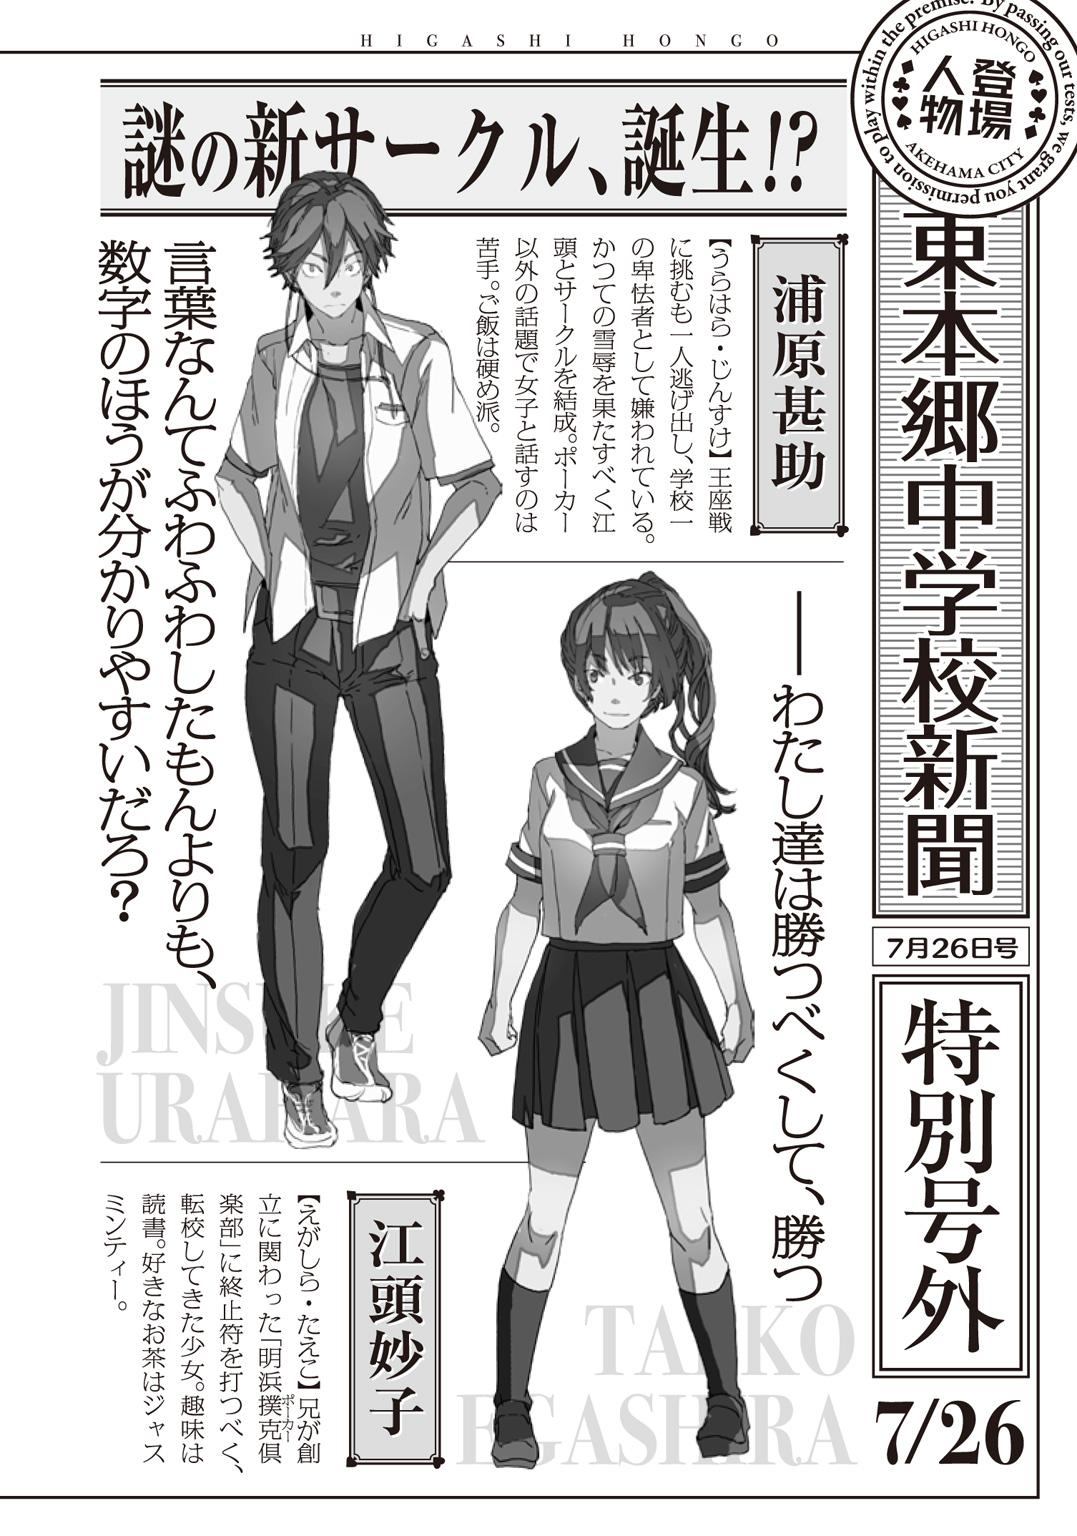 HIGASHI HONGO
within the premise. By passing our tests, we grant you permission to play
HIGASHI HONGO
登場
人物
AKEHAMA CITY
東本郷中学校新聞
7月26日号
特別号外
7/26
謎の新サークル、誕生!?
浦原甚助
【うらはら・じんすけ】王座戦
に挑むも一人逃げ出し、学校一
の卑怯者として嫌われている。
かつての雪辱を果たすべく江
頭とサークルを結成。ポーカー
以外の話題で女子と話すのは
苦手。ご飯は硬め派。
言葉なんてふわふわしたもんよりも、
数字のほうが分かりやすいだろ？
JINSUKE
URAHARA
――わたし達は勝つべくして、勝つ
江頭妙子
【えがしら・たえこ】兄が創
立に関わった「明浜撲克倶
ポーカー
楽部」に終止符を打つべく、
転校してきた少女。趣味は
読書。好きなお茶はジャス
ミンティー。
TAEKO
EGASHIRA